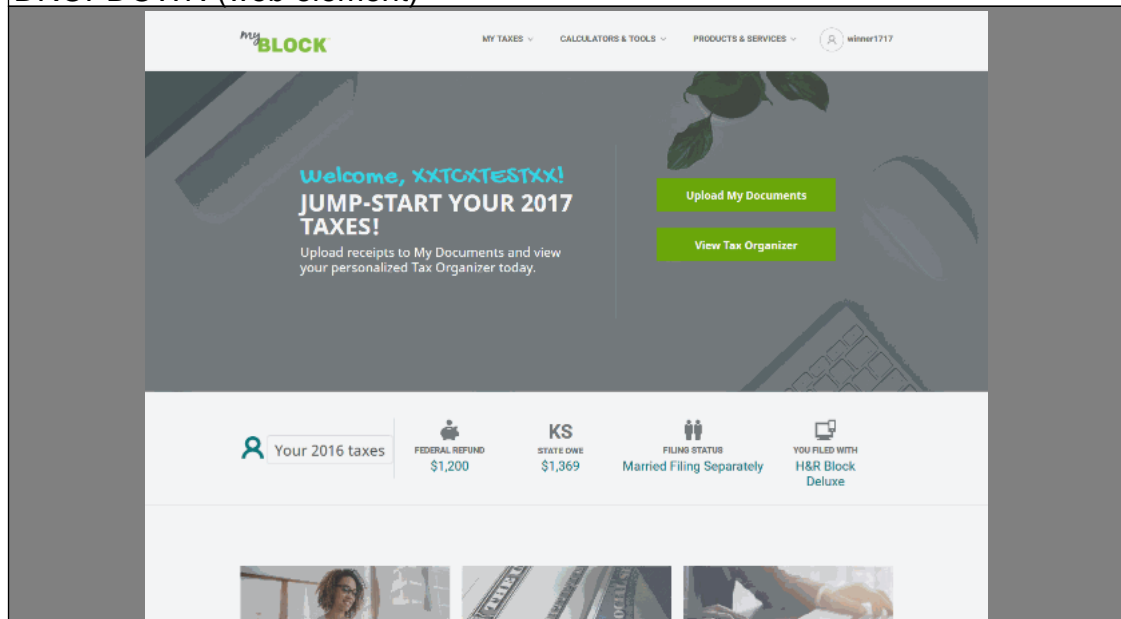 DROPDOWN (web element)
myBLOCK
MY TAXES
CALCULATORS & TOOLS
PRODUCTS & SERVICES
winner1717
Welcome, XXTCXTESTXX!
JUMP-START YOUR 2017
TAXES!
Upload receipts to My Documents and view
your personalized Tax Organizer today.
Upload My Documents
View Tax Organizer
Your 2016 taxes
FEDERAL REFUND
$1,200
KS
STATE OWE
$1,369
FILING STATUS
Married Filing Separately
YOU FILED WITH
H&R Block
Deluxe